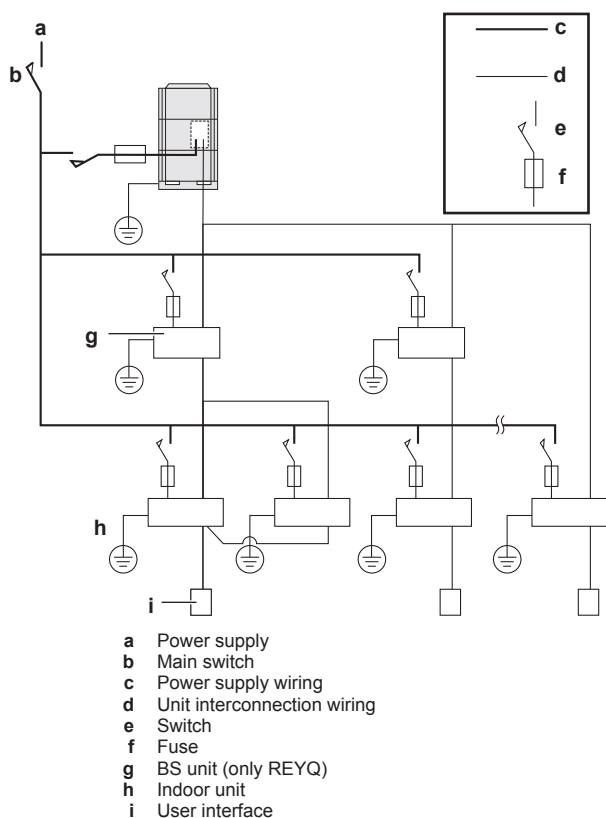 a
b
c
d
e
f
g
h
i
a Power supply
b Main switch
c Power supply wiring
d Unit interconnection wiring
e Switch
f Fuse
g BS unit (only REYQ)
h Indoor unit
i User interface